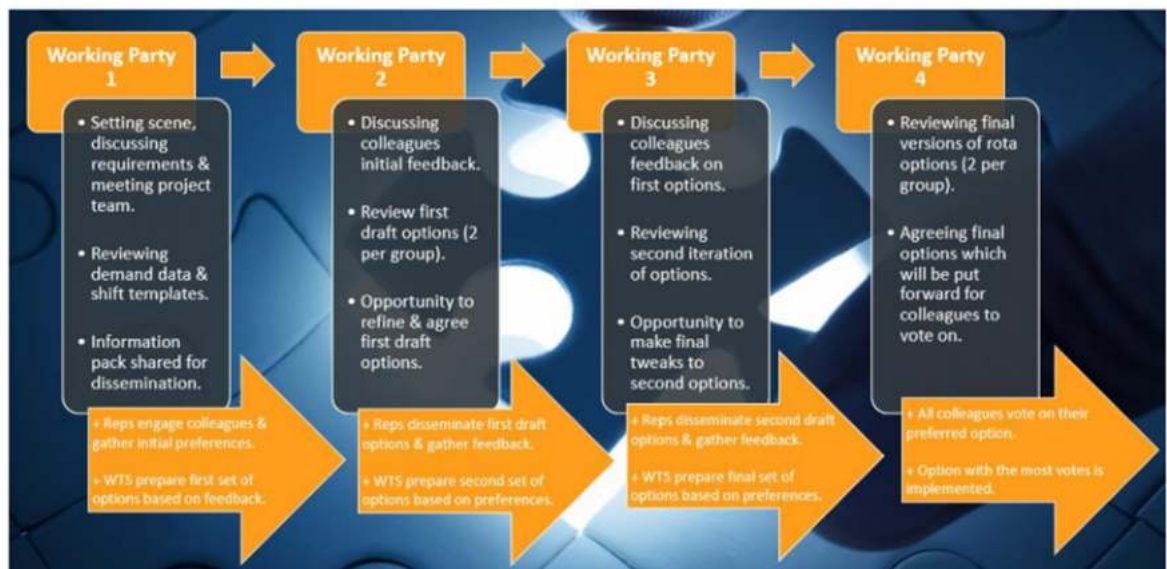 Working Party
1
• Setting scene,
discussing
requirements &
meeting project
team.
• Reviewing
demand data &
shift templates.
• Information
pack shared for
dissemination.
+ Reps engage colleagues &
gather initial preferences.
+ WTS prepare first set of
options based on feedback.
Working Party
2
• Discussing
colleagues
initial feedback.
• Review first
draft options (2
per group).
• Opportunity to
refine & agree
first draft
options.
+ Reps disseminate first draft
options & gather feedback.
+ WTS prepare second set of
options based on preferences.
Working Party
3
• Discussing
colleagues
feedback on
first options.
• Reviewing
second iteration
of options.
• Opportunity to
make final
tweaks to
second options.
+ Reps disseminate second draft
options & gather feedback.
+ WTS prepare final set of
options based on preferences.
Working Party
4
• Reviewing final
versions of rota
options (2 per
group).
• Agreeing final
options which
will be put
forward for
colleagues to
vote on.
+ All colleagues vote on their
preferred option.
+ Option with the most votes is
implemented.